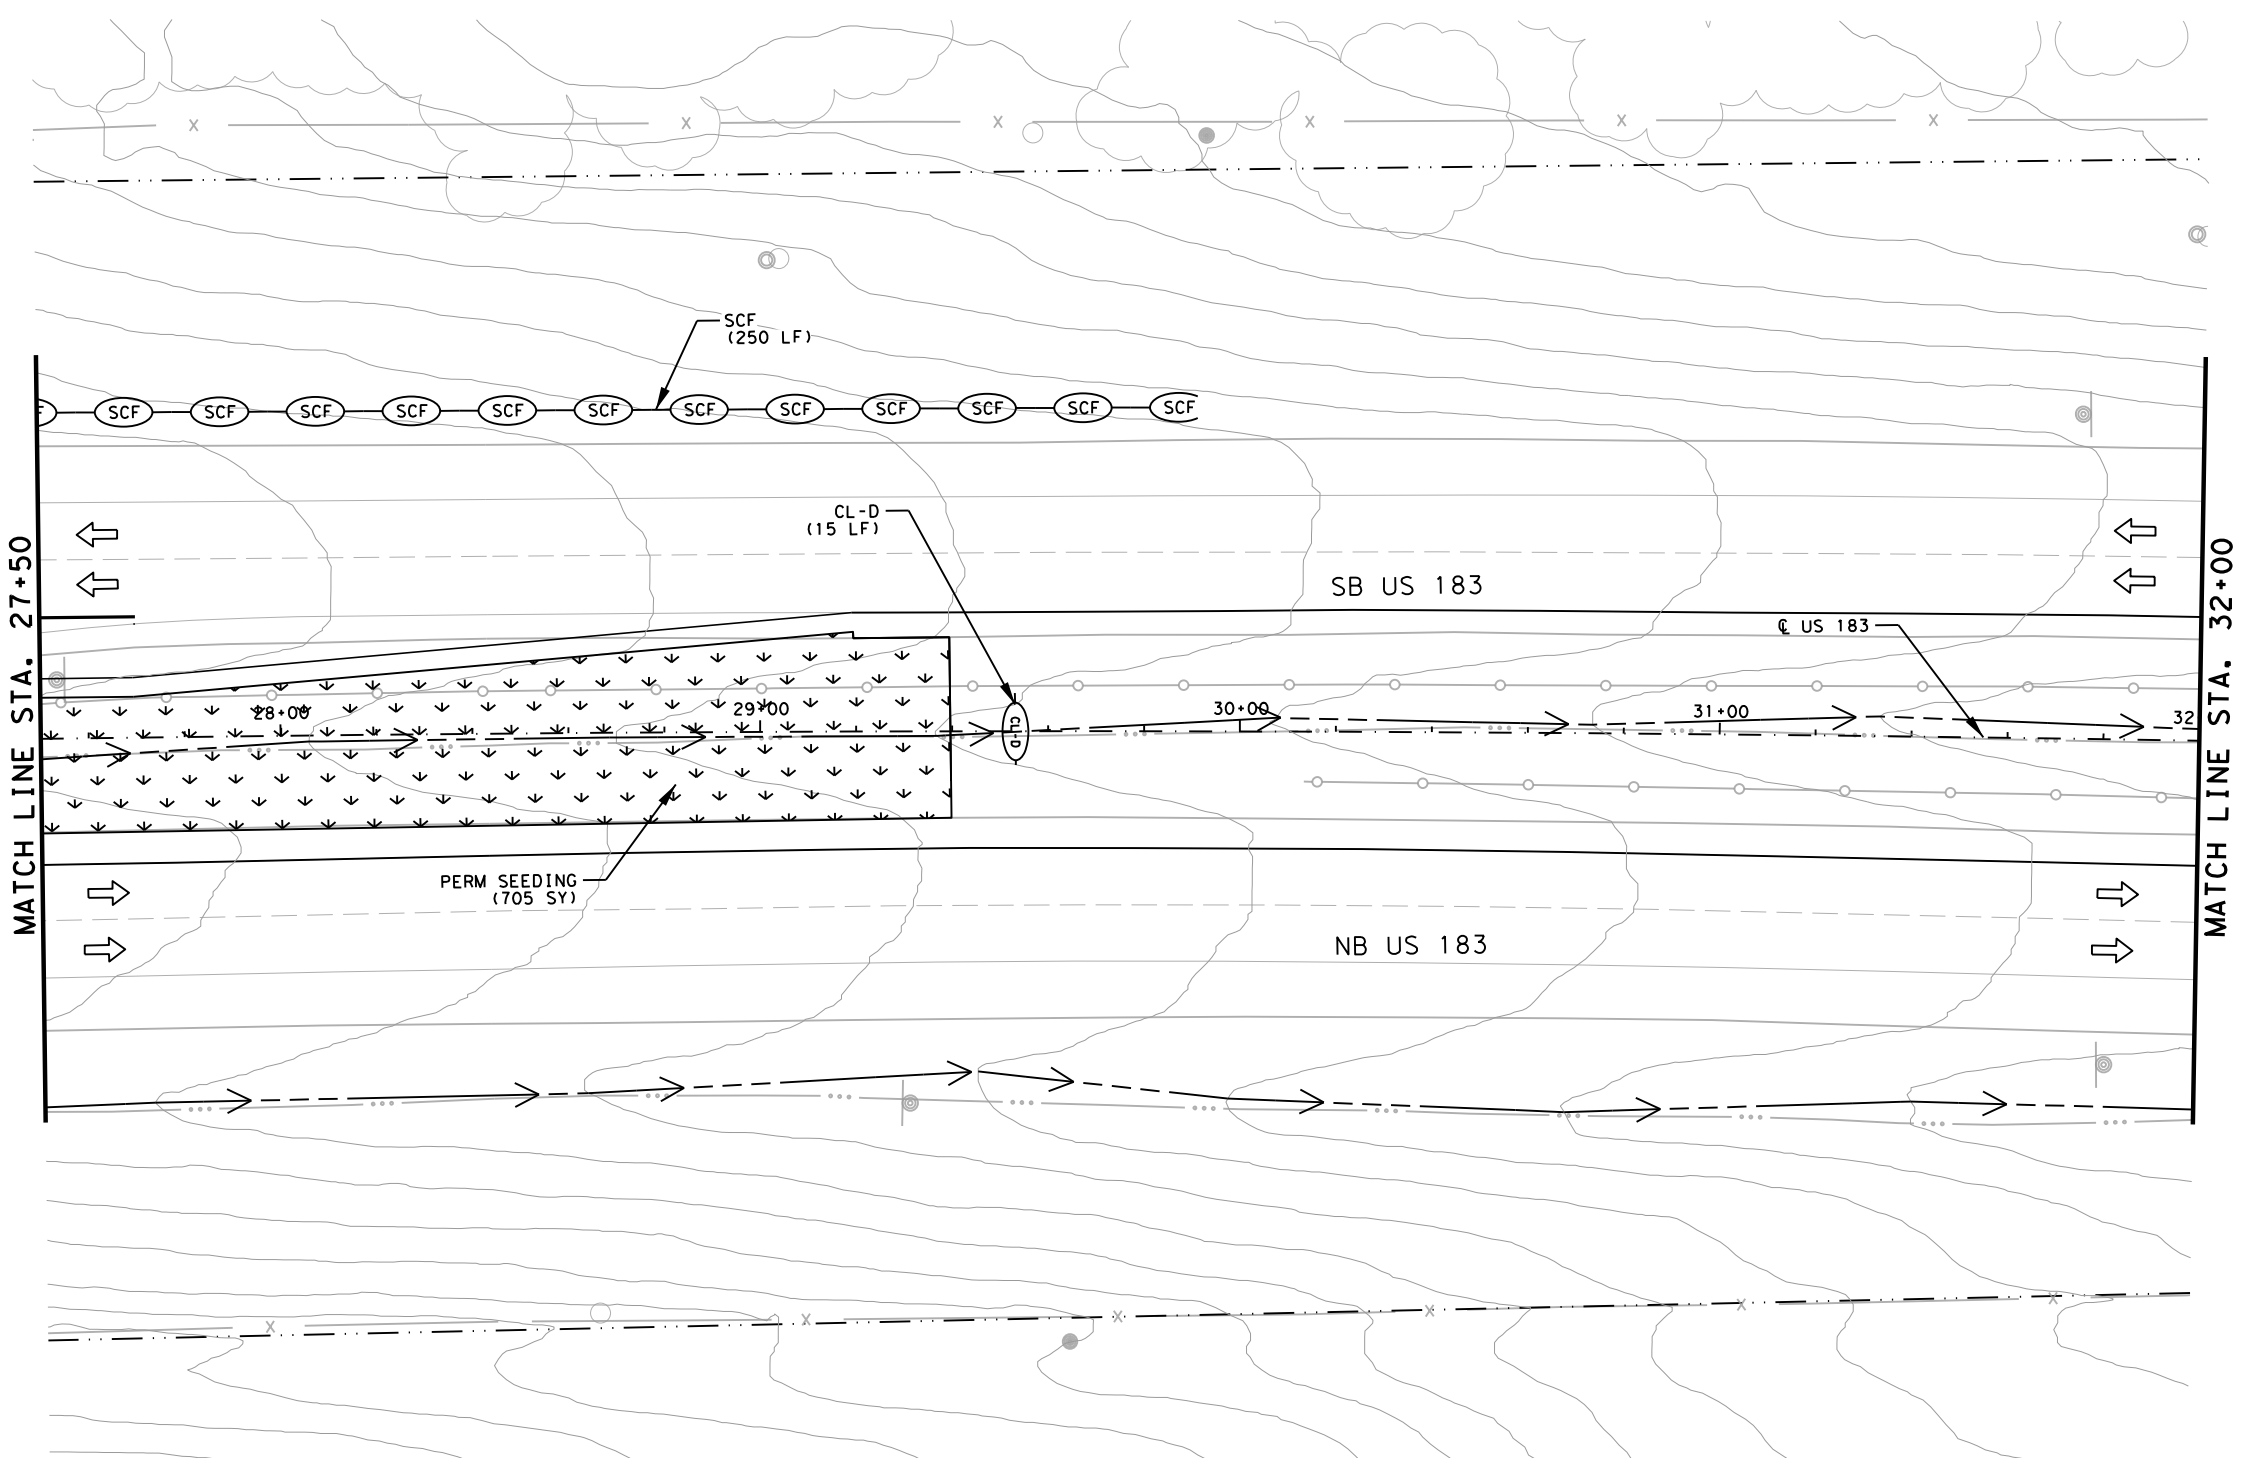 X X X X X X
SCF
(250 LF)
SCF SCF SCF SCF SCF SCF SCF SCF SCF SCF SCF SCF
CL-D
(15 LF)
SB US 183
℄ US 183
MATCH LINE STA. 27+50
MATCH LINE STA. 32+00
28+00 29+00 30+00 31+00 32
CL-D
PERM SEEDING
(705 SY)
NB US 183
X X X X X X